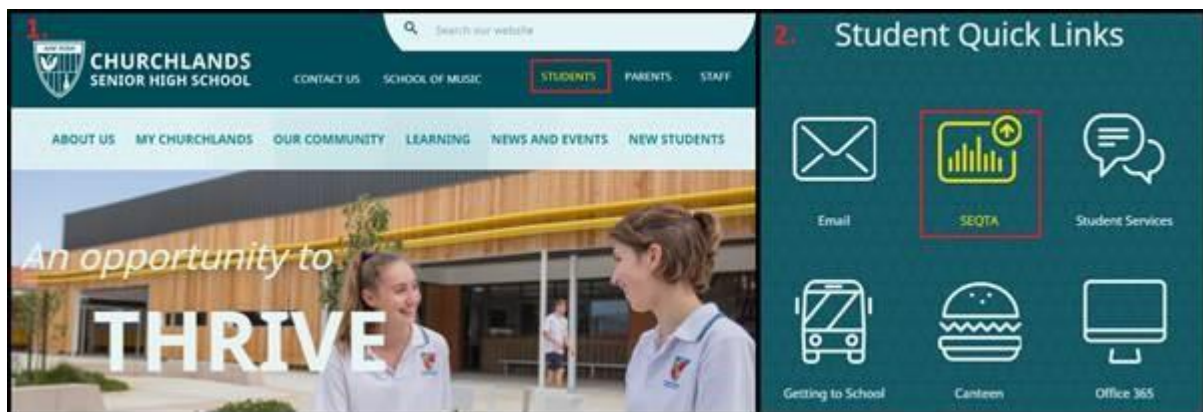 1.
Search our website
CHURCHLANDS
SENIOR HIGH SCHOOL
CONTACT US SCHOOL OF MUSIC STUDENTS PARENTS STAFF
ABOUT US MY CHURCHLANDS OUR COMMUNITY LEARNING NEWS AND EVENTS NEW STUDENTS
An opportunity to
THRIVE
2. Student Quick Links
Email SEQTA Student Services
Getting to School Canteen Office 365